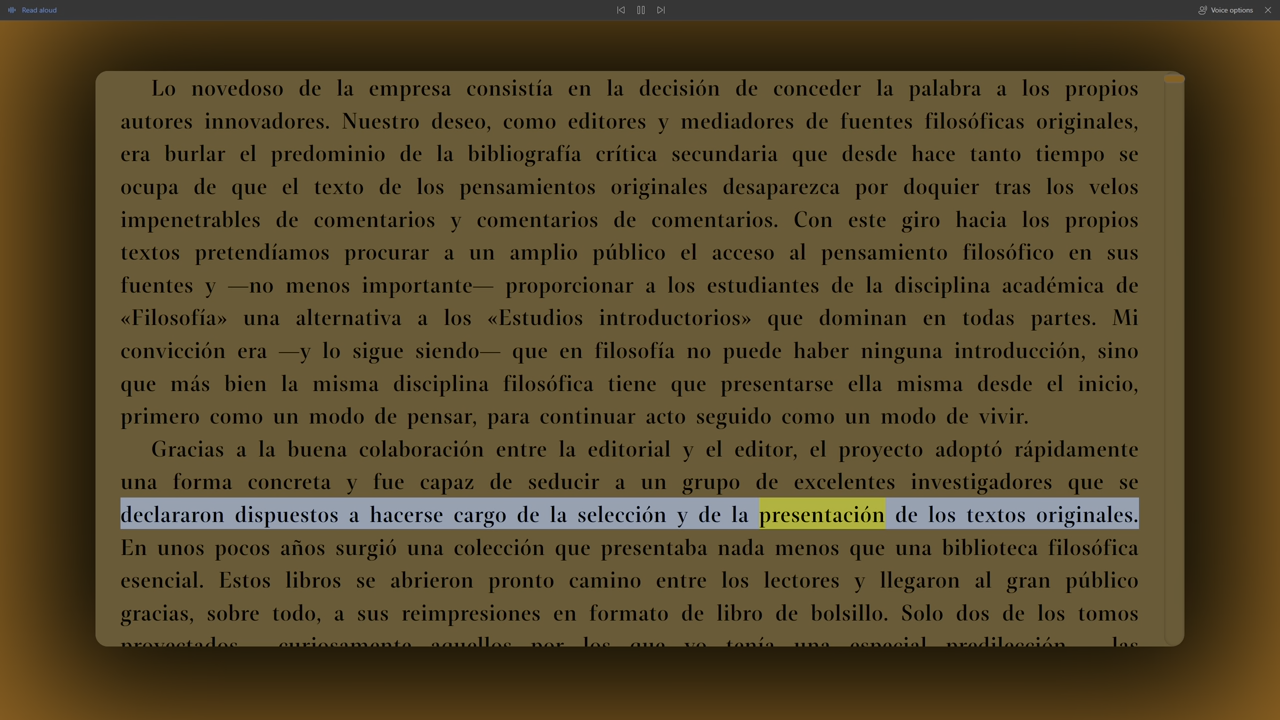 Read aloud
Voice options
Lo novedoso de la empresa consistía en la decisión de conceder la palabra a los propios
autores innovadores. Nuestro deseo, como editores y mediadores de fuentes filosóficas originales,
era burlar el predominio de la bibliografía crítica secundaria que desde hace tanto tiempo se
ocupa de que el texto de los pensamientos originales desaparezca por doquier tras los velos
impenetrables de comentarios y comentarios de comentarios. Con este giro hacia los propios
textos pretendíamos procurar a un amplio público el acceso al pensamiento filosófico en sus
fuentes y —no menos importante— proporcionar a los estudiantes de la disciplina académica de
«Filosofía» una alternativa a los «Estudios introductorios» que dominan en todas partes. Mi
convicción era —y lo sigue siendo— que en filosofía no puede haber ninguna introducción, sino
que más bien la misma disciplina filosófica tiene que presentarse ella misma desde el inicio,
primero como un modo de pensar, para continuar acto seguido como un modo de vivir.
Gracias a la buena colaboración entre la editorial y el editor, el proyecto adoptó rápidamente
una forma concreta y fue capaz de seducir a un grupo de excelentes investigadores que se
declararon dispuestos a hacerse cargo de la selección y de la presentación de los textos originales.
En unos pocos años surgió una colección que presentaba nada menos que una biblioteca filosófica
esencial. Estos libros se abrieron pronto camino entre los lectores y llegaron al gran público
gracias, sobre todo, a sus reimpresiones en formato de libro de bolsillo. Solo dos de los tomos
proyectados —curiosamente aquellos por los que yo tenía una especial predilección—, las